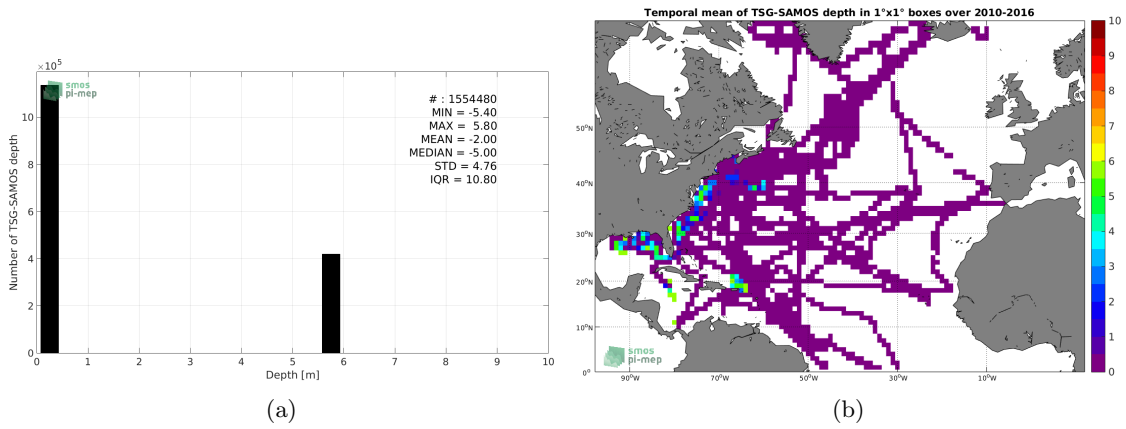 ×10⁵
smos
pi-mep
# : 1554480
MIN = -5.40
MAX = 5.80
MEAN = -2.00
MEDIAN = -5.00
STD = 4.76
IQR = 10.80
Number of TSG-SAMOS depth
10
8
6
4
2
0
0 1 2 3 4 5 6 7 8 9 10
Depth [m]
(a)
Temporal mean of TSG-SAMOS depth in 1°x1° boxes over 2010-2016
50°N
40°N
30°N
20°N
10°N
0°
90°W 70°W 50°W 30°W 10°W
smos
pi-mep
10
9
8
7
6
5
4
3
2
1
0
(b)